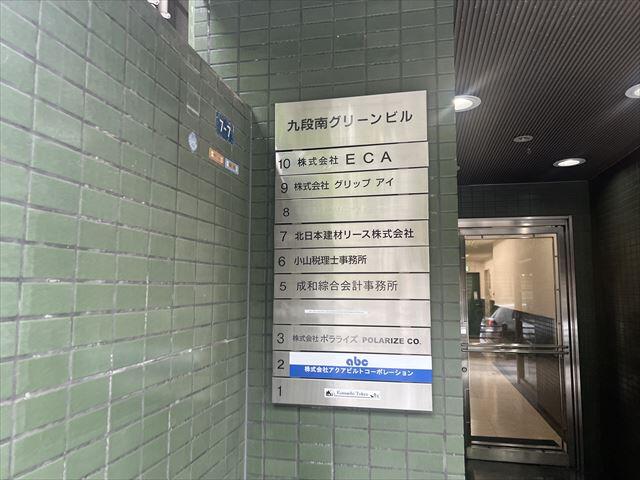 7-7
九段南グリーンビル
10 株式会社 ECA
9 株式会社 グリップ アイ
8
7 北日本建材リース株式会社
6 小山税理士事務所
5 成和綜合会計事務所
3 株式会社 ポラライズ POLARIZE CO.
abc
2 株式会社アクアビルトコーポレーション
1